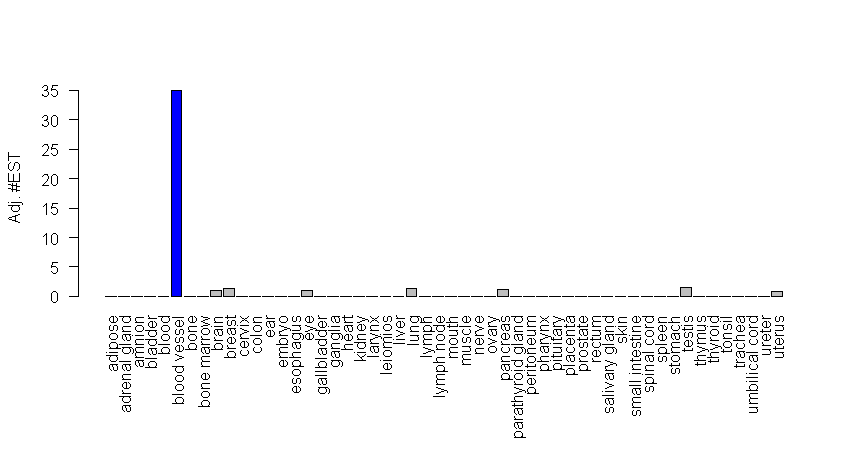 Adj. #EST
35
30
25
20
15
10
5
0
adipose
adrenal gland
amnion
bladder
blood
blood vessel
bone
bone marrow
brain
breast
cervix
colon
ear
embryo
esophagus
eye
gallbladder
ganglia
heart
kidney
larynx
leiomios
liver
lung
lymph
lymph node
mouth
muscle
nerve
ovary
pancreas
parathyroid gland
peritoneum
pharynx
pituitary
placenta
prostate
rectum
salivary gland
skin
small intestine
spinal cord
spleen
stomach
testis
thymus
thyroid
tonsil
trachea
umbilical cord
ureter
uterus